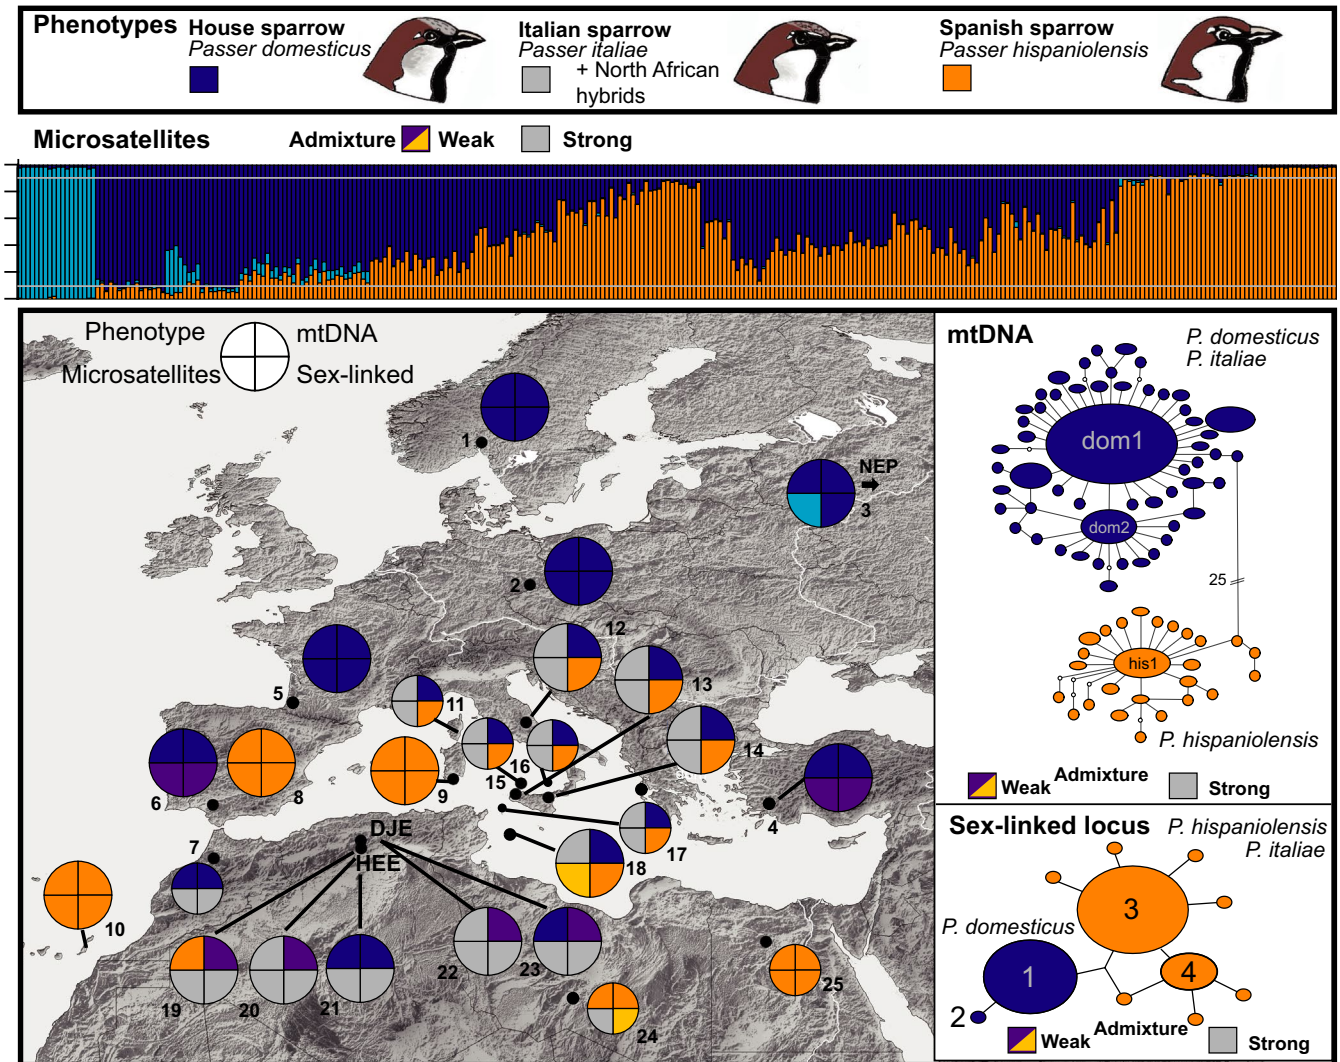 Phenotypes
House sparrow
Passer domesticus
Italian sparrow
Passer italiae
+ North African
hybrids
Spanish sparrow
Passer hispaniolensis
Microsatellites
Admixture Weak Strong
Phenotype mtDNA
Microsatellites Sex-linked
1
NEP
3
2
12
5
13
11
14
16
15
6
8
9
4
7
DJE
HEE
17
18
10
19
20
21
22
23
24
25
mtDNA
P. domesticus
P. italiae
dom1
dom2
25
his1
P. hispaniolensis
Weak Admixture Strong
Sex-linked locus
P. hispaniolensis
P. italiae
3
P. domesticus
1
4
2
Weak Admixture Strong